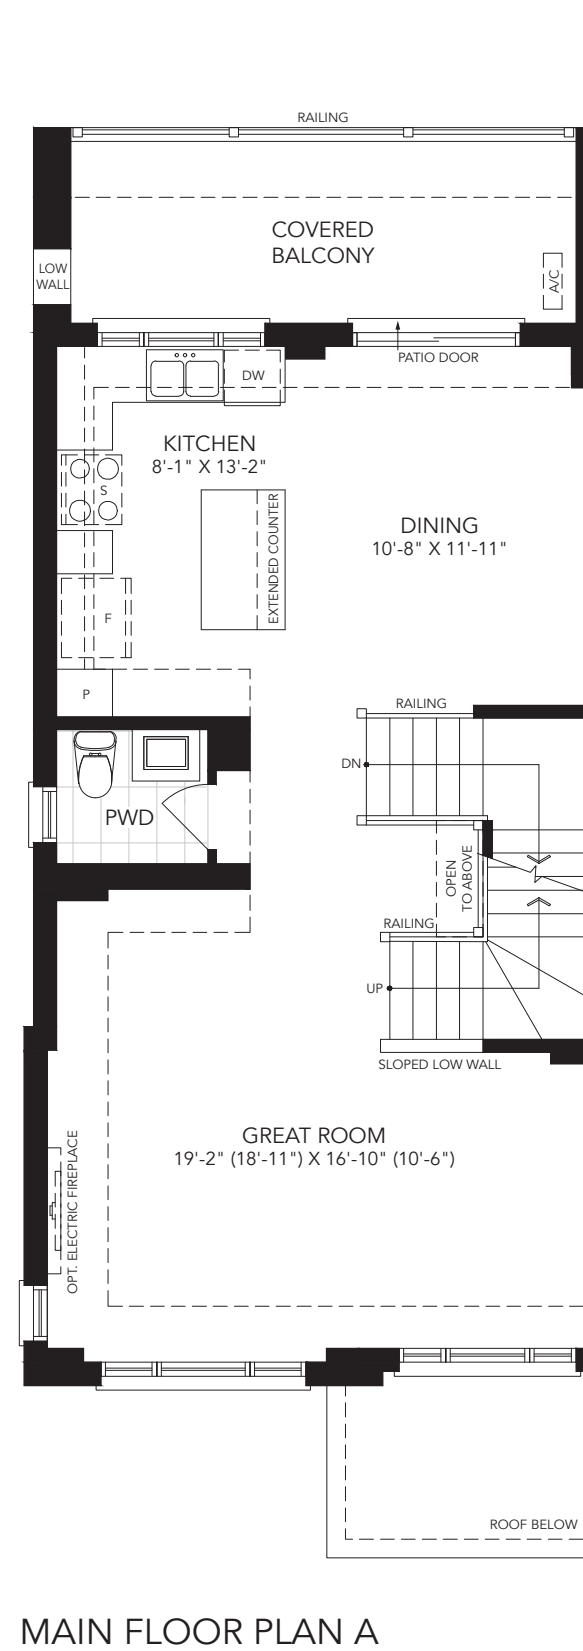 RAILING
COVERED
BALCONY
LOW
WALL
A/C
PATIO DOOR
DW
KITCHEN
8'-1" X 13'-2"
S
EXTENDED COUNTER
DINING
10'-8" X 11'-11"
F
P
RAILING
DN
PWD
OPEN
TO ABOVE
RAILING
UP
SLOPED LOW WALL
GREAT ROOM
19'-2" (18'-11") X 16'-10" (10'-6")
OPT. ELECTRIC FIREPLACE
ROOF BELOW
MAIN FLOOR PLAN A